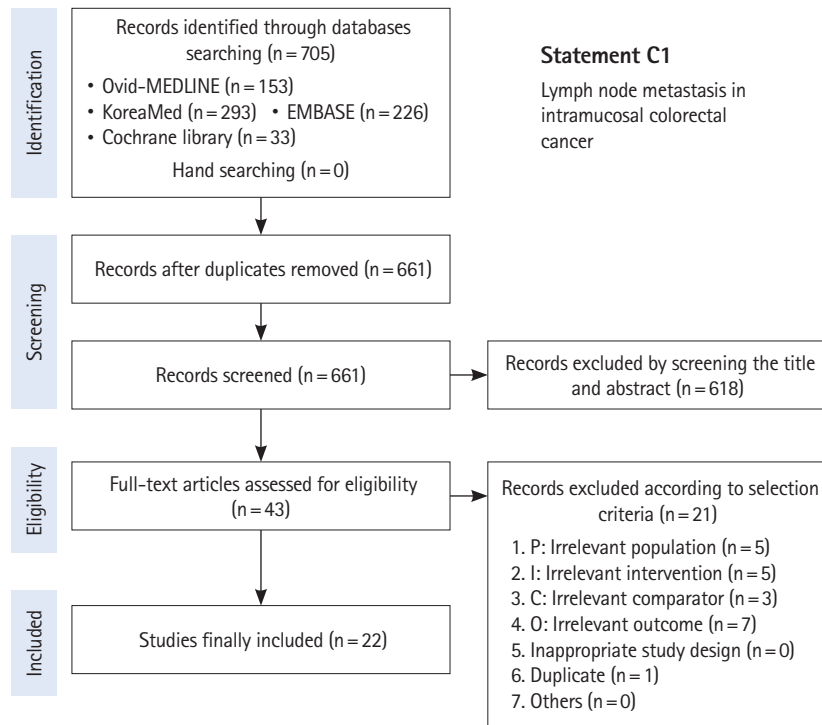 Identification
Records identified through databases
searching (n=705)
• Ovid-MEDLINE (n=153)
• KoreaMed (n=293) • EMBASE (n=226)
• Cochrane library (n=33)
Hand searching (n=0)
Statement C1
Lymph node metastasis in
intramucosal colorectal
cancer
Screening
Records after duplicates removed (n=661)
Records screened (n=661)
Records excluded by screening the title
and abstract (n=618)
Eligibility
Full-text articles assessed for eligibility
(n=43)
Records excluded according to selection
criteria (n=21)
1. P: Irrelevant population (n=5)
2. I: Irrelevant intervention (n=5)
3. C: Irrelevant comparator (n=3)
4. O: Irrelevant outcome (n=7)
5. Inappropriate study design (n=0)
6. Duplicate (n=1)
7. Others (n=0)
Included
Studies finally included (n=22)